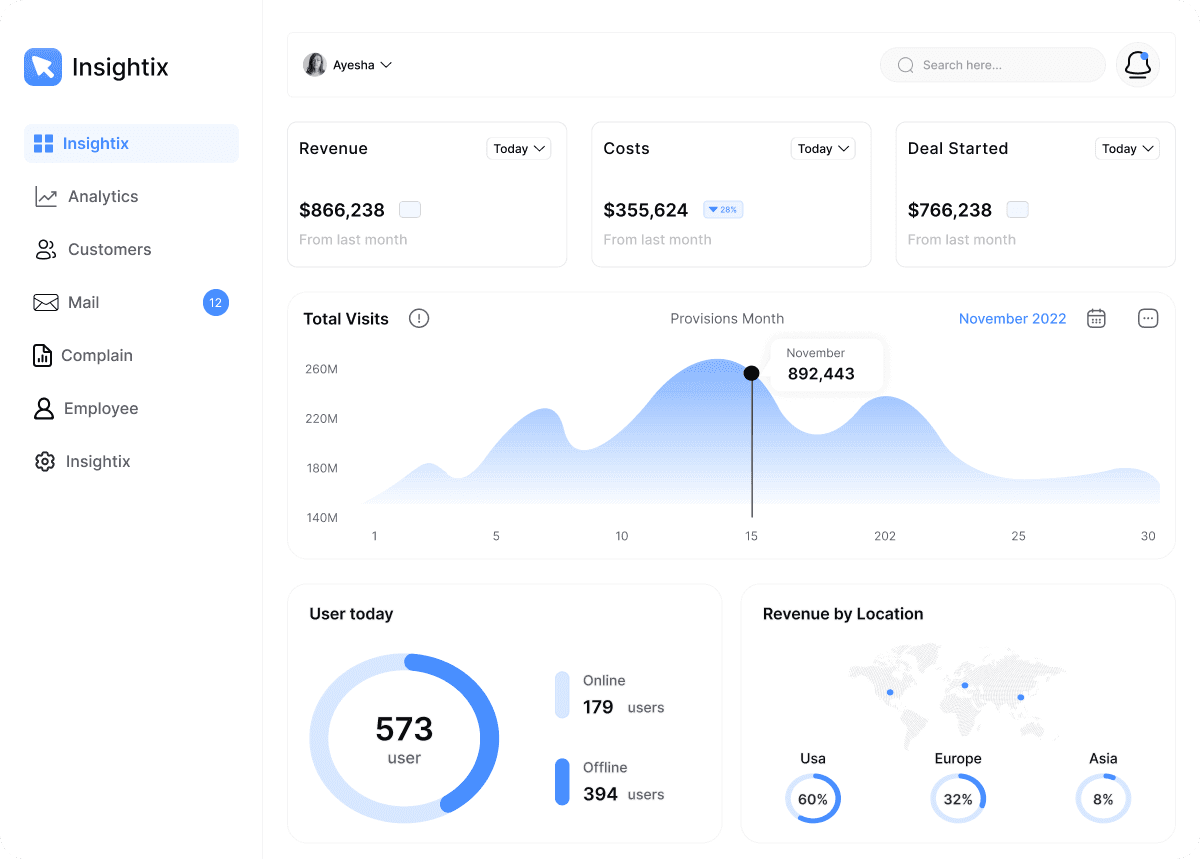 Insightix
Insightix
Analytics
Customers
Mail 12
Complain
Employee
Insightix
Ayesha
Search here...
Revenue Today
$866,238
From last month
Costs Today
$355,624 28%
From last month
Deal Started Today
$766,238
From last month
Total Visits Provisions Month November 2022
November
892,443
260M
220M
180M
140M
1 5 10 15 202 25 30
User today
573
user
Online
179 users
Offline
394 users
Revenue by Location
Usa Europe Asia
60% 32% 8%